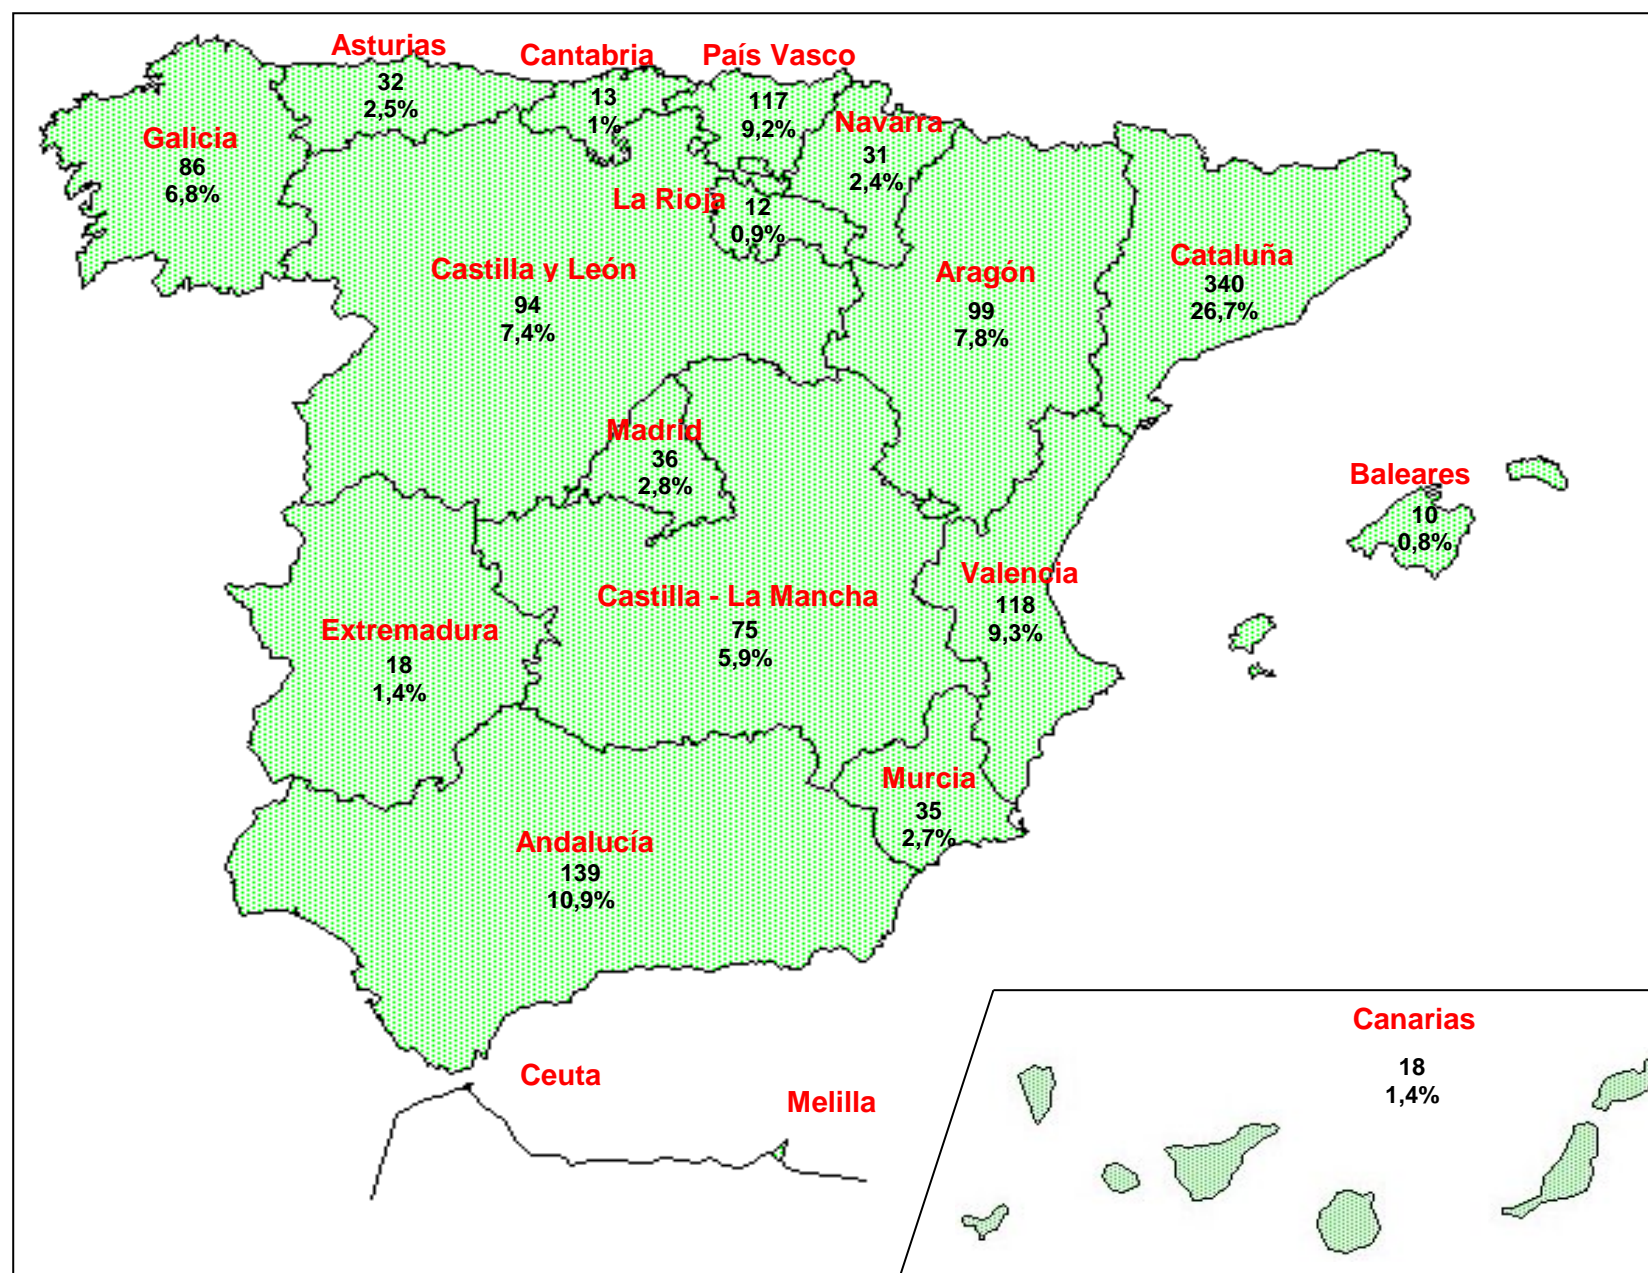 Asturias
32
2,5%
Cantabria
13
1%
País Vasco
117
9,2%
Navarra
31
2,4%
Galicia
86
6,8%
La Rioja
12
0,9%
Castilla y León
94
7,4%
Aragón
99
7,8%
Cataluña
340
26,7%
Madrid
36
2,8%
Baleares
10
0,8%
Valencia
118
9,3%
Castilla - La Mancha
75
5,9%
Extremadura
18
1,4%
Murcia
35
2,7%
Andalucía
139
10,9%
Canarias
18
1,4%
Ceuta
Melilla